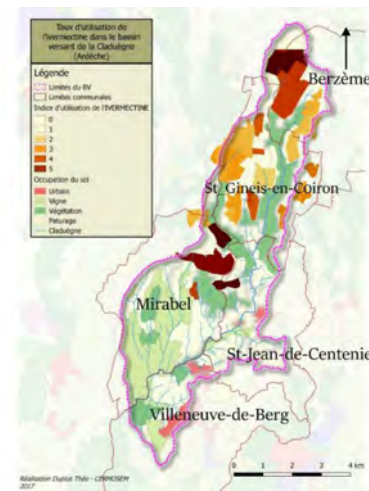 Taux d'utilisation de
l'ivermectine dans le bassin
versant de la Claduègne
(Ardèche)
Légende
Limites du BV
Limites communales
Indice d'utilisation de l'IVERMECTINE
0
1
2
3
4
5
Occupation du sol
Urbain
Vigne
Végétation
Paturage
Claduègne
Berzème
St Gineis-en-Coiron
Mirabel
St-Jean-de-Centenie
Villeneuve-de-Berg
0 1 2 3 4 km
Réalisation Duplus Théo - CERMOSEM
2017